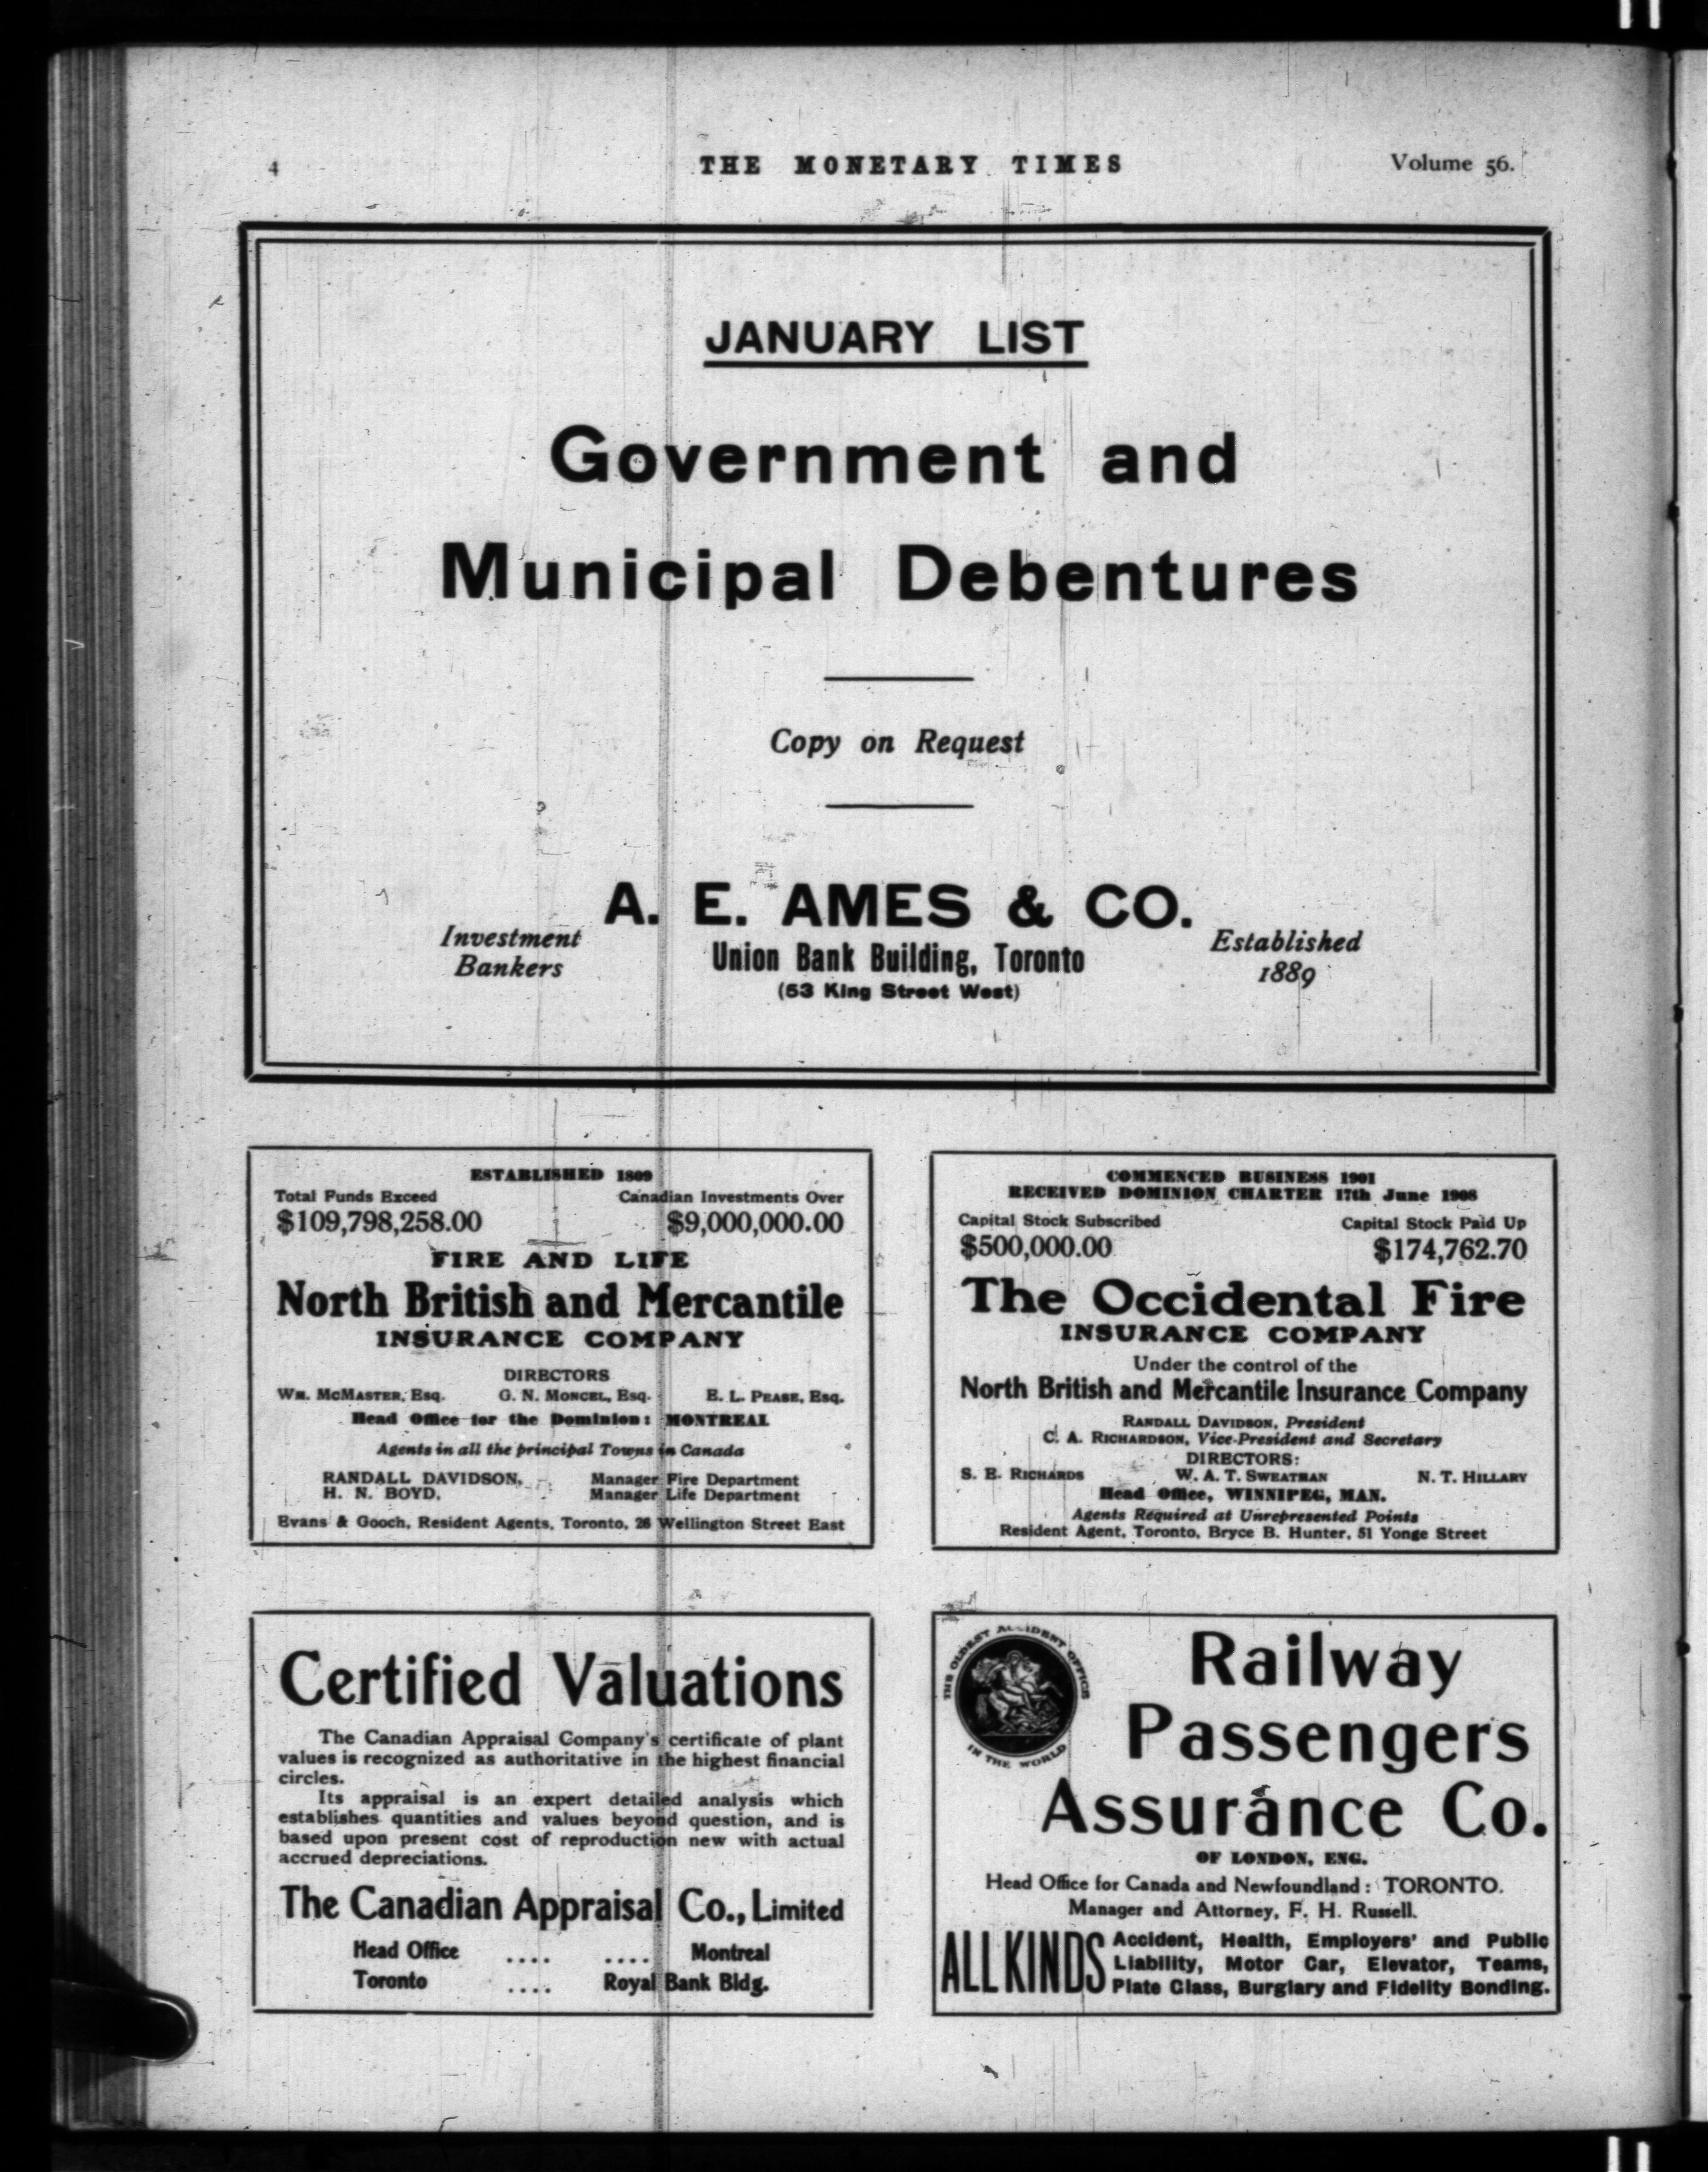 4
THE MONETARY TIMES
Volume 56.
JANUARY LIST
Government and
Municipal Debentures
Copy on Request
A. E. AMES & CO.
Investment
Bankers
Union Bank Building, Toronto
(53 King Street West)
Established
1889
ESTABLISHED 1809
Total Funds Exceed
Canadian Investments Over
$109,798,258.00
$9,000,000.00
FIRE AND LIFE
North British and Mercantile
INSURANCE COMPANY
DIRECTORS
WM. MCMASTER, ESQ. G. N. MONCEL, ESQ. E. L. PEASE, ESQ.
Head Office for the Dominion: MONTREAL
Agents in all the principal Towns in Canada
RANDALL DAVIDSON, Manager Fire Department
H. N. BOYD, Manager Life Department
Evans & Gooch, Resident Agents, Toronto, 26 Wellington Street East
COMMENCED BUSINESS 1901
RECEIVED DOMINION CHARTER 17th June 1908
Capital Stock Subscribed
Capital Stock Paid Up
$500,000.00
$174,762.70
The Occidental Fire
INSURANCE COMPANY
Under the control of the
North British and Mercantile Insurance Company
RANDALL DAVIDSON, President
C. A. RICHARDSON, Vice-President and Secretary
DIRECTORS:
S. E. RICHARDS W. A. T. SWEATMAN N. T. HILLARY
Head Office, WINNIPEG, MAN.
Agents Required at Unrepresented Points
Resident Agent, Toronto, Bryce B. Hunter, 51 Yonge Street
Certified Valuations
The Canadian Appraisal Company's certificate of plant
values is recognized as authoritative in the highest financial
circles.
Its appraisal is an expert detailed analysis which
establishes quantities and values beyond question, and is
based upon present cost of reproduction new with actual
accrued depreciations.
The Canadian Appraisal Co., Limited
Head Office .... .... Montreal
Toronto .... Royal Bank Bldg.
THE OLDEST ACCIDENT OFFICE
IN THE WORLD
Railway
Passengers
Assurance Co.
OF LONDON, ENG.
Head Office for Canada and Newfoundland: TORONTO.
Manager and Attorney, F. H. Russell.
ALL KINDS
Accident, Health, Employers' and Public
Liability, Motor Car, Elevator, Teams,
Plate Glass, Burglary and Fidelity Bonding.